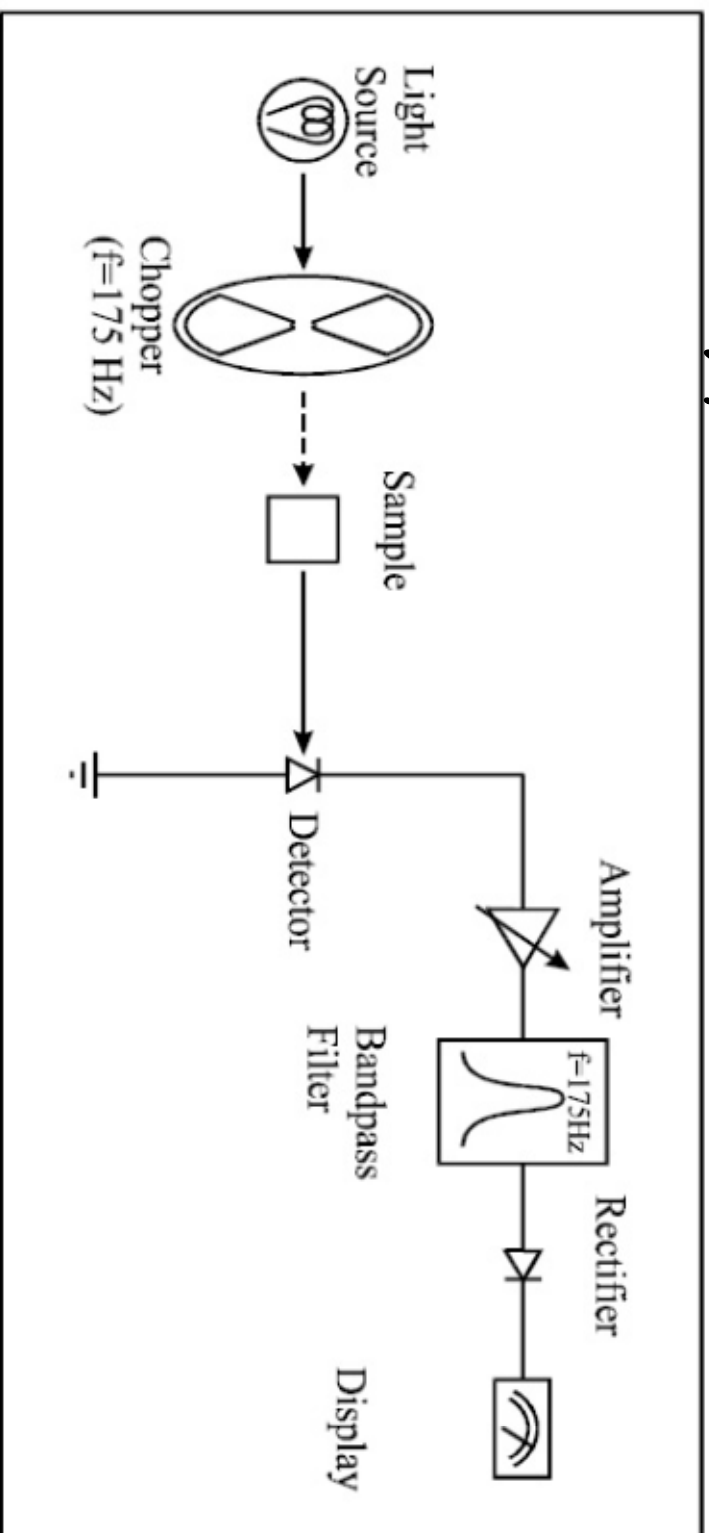 Light
Source
Chopper
(f=175 Hz)
Sample
Detector
Amplifier
f=175Hz
Bandpass
Filter
Rectifier
Display